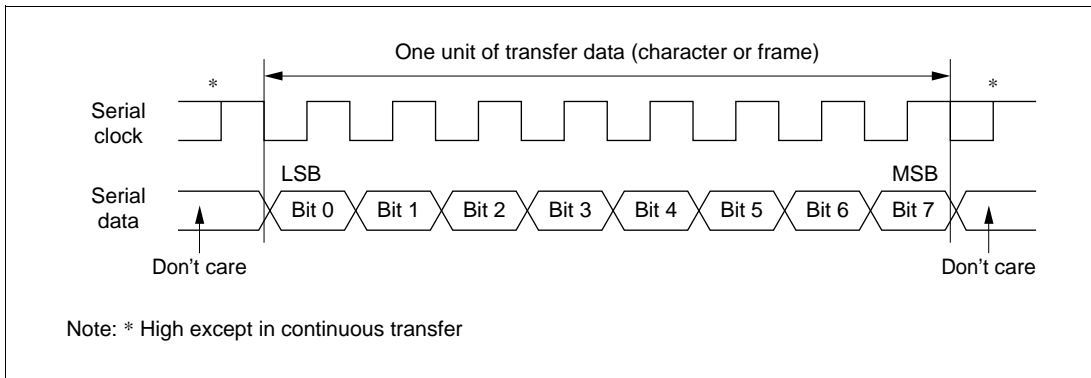 One unit of transfer data (character or frame)
* *
Serial
clock
LSB MSB
Serial
data
Bit 0 Bit 1 Bit 2 Bit 3 Bit 4 Bit 5 Bit 6 Bit 7
Don’t care Don’t care
Note: * High except in continuous transfer